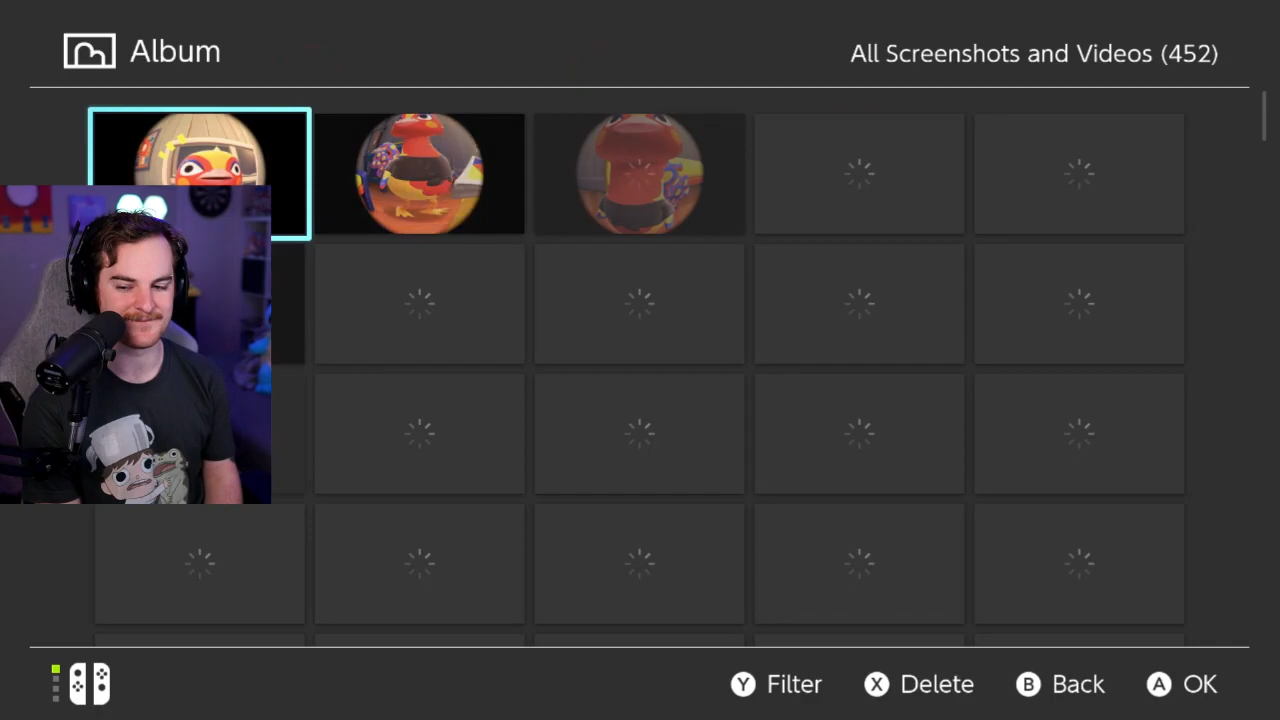 Album
All Screenshots and Videos (452)
Y Filter
X Delete
B Back
A OK